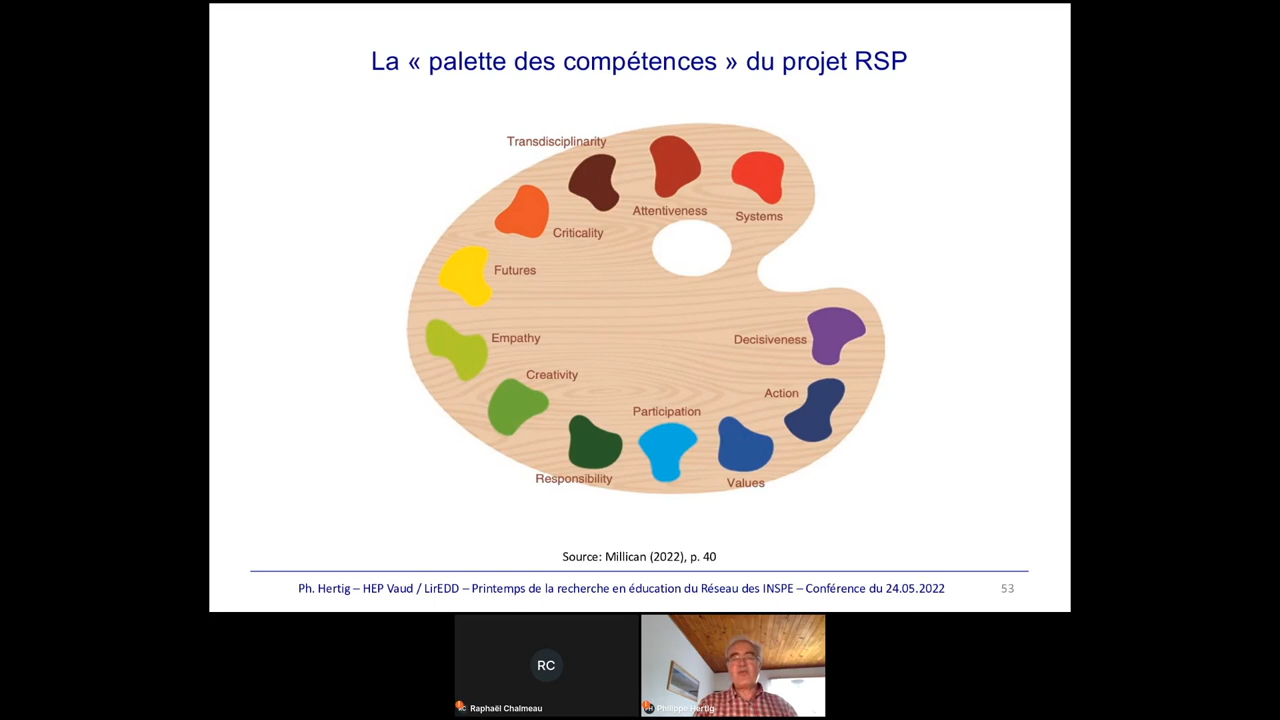 La « palette des compétences » du projet RSP
Transdisciplinarity
Attentiveness
Systems
Criticality
Futures
Empathy
Decisiveness
Creativity
Action
Participation
Responsibility
Values
Source: Millican (2022), p. 40
Ph. Hertig – HEP Vaud / LirEDD – Printemps de la recherche en éducation du Réseau des INSPE – Conférence du 24.05.2022
53
RC
RC
Raphaël Chalmeau
PH
Philippe Hertig